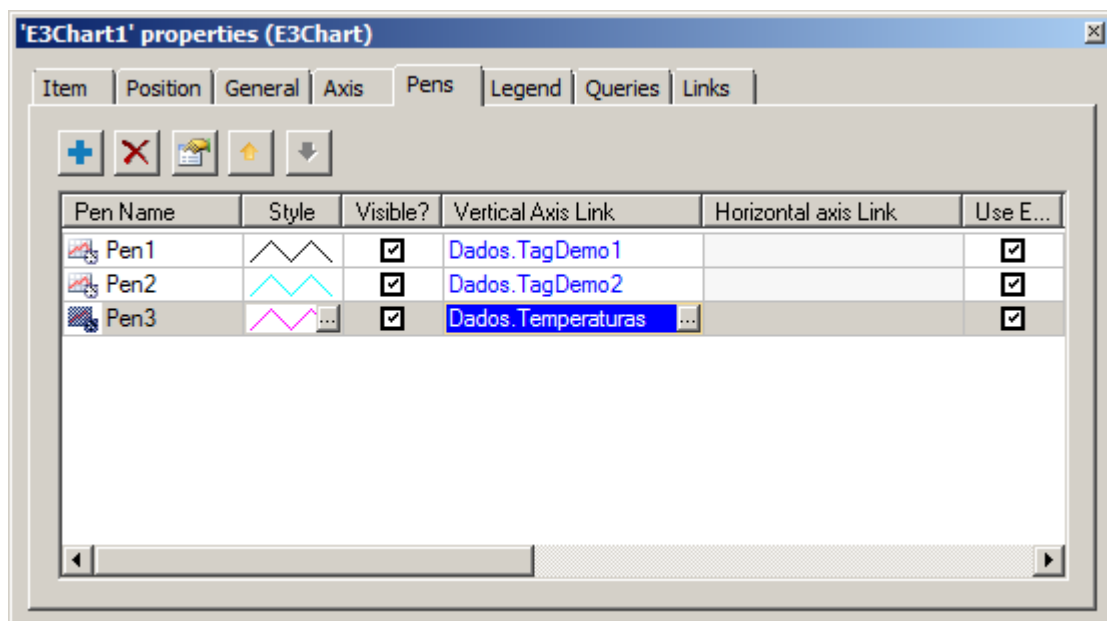 'E3Chart1' properties (E3Chart)
Item Position General Axis Pens Legend Queries Links
Pen Name Style Visible? Vertical Axis Link Horizontal axis Link Use E...
Pen1 Dados.TagDemo1
Pen2 Dados.TagDemo2
Pen3 ... Dados.Temperaturas ...